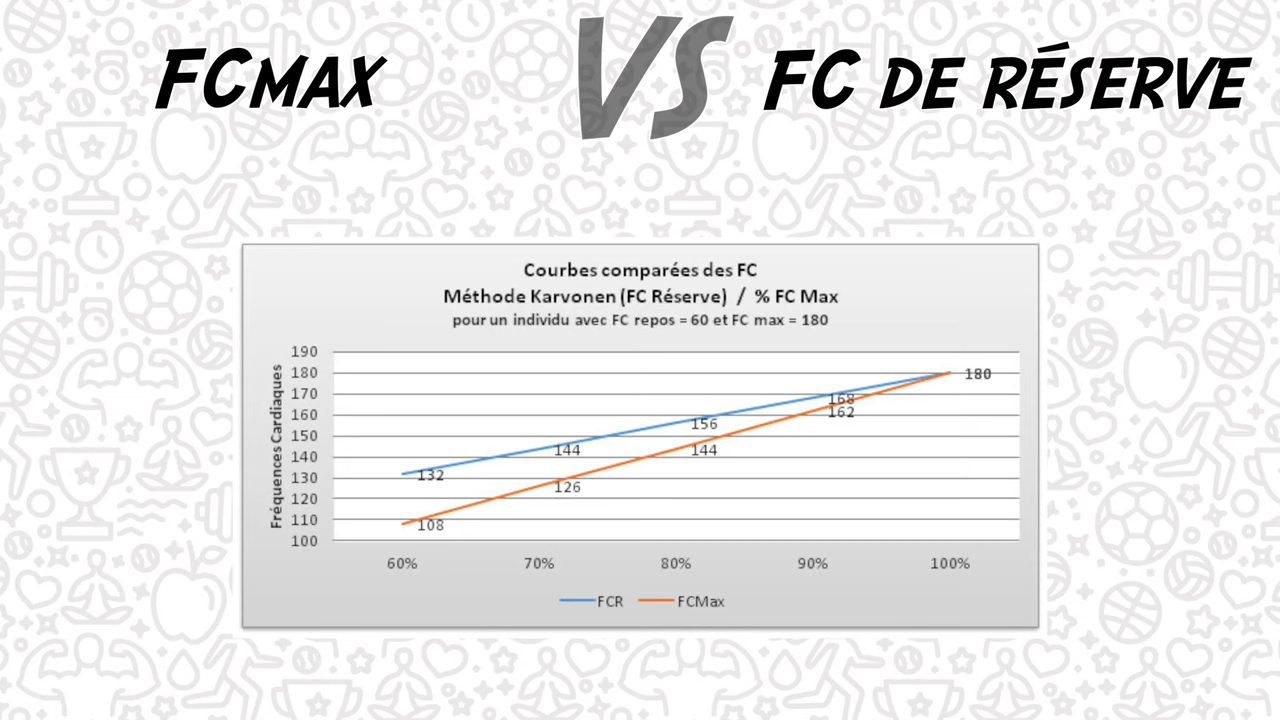 FCMAX VS FC DE RÉSERVE
Courbes comparées des FC
Méthode Karvonen (FC Réserve) / % FC Max
pour un individu avec FC repos = 60 et FC max = 180
Fréquences Cardiaques
190
180
170
160
150
140
130
120
110
100
132
144
156
168
180
108
126
144
162
60% 70% 80% 90% 100%
FCR FCMax